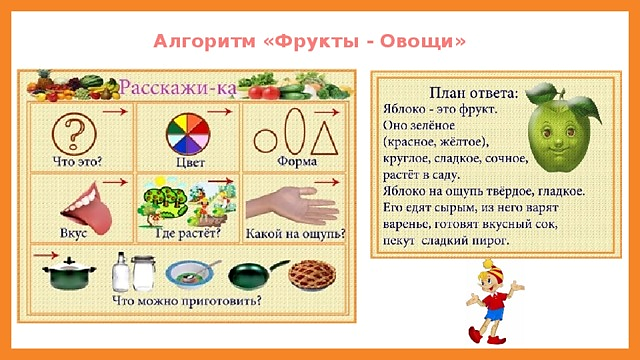 Алгоритм «Фрукты - Овощи»
Расскажи-ка
?
Что это?
Цвет
Форма
Вкус
Где растёт?
Какой на ощупь?
Что можно приготовить?
План ответа:
Яблоко - это фрукт.
Оно зелёное
(красное, жёлтое),
круглое, сладкое, сочное,
растёт в саду.
Яблоко на ощупь твёрдое, гладкое.
Его едят сырым, из него варят
варенье, готовят вкусный сок,
пекут сладкий пирог.